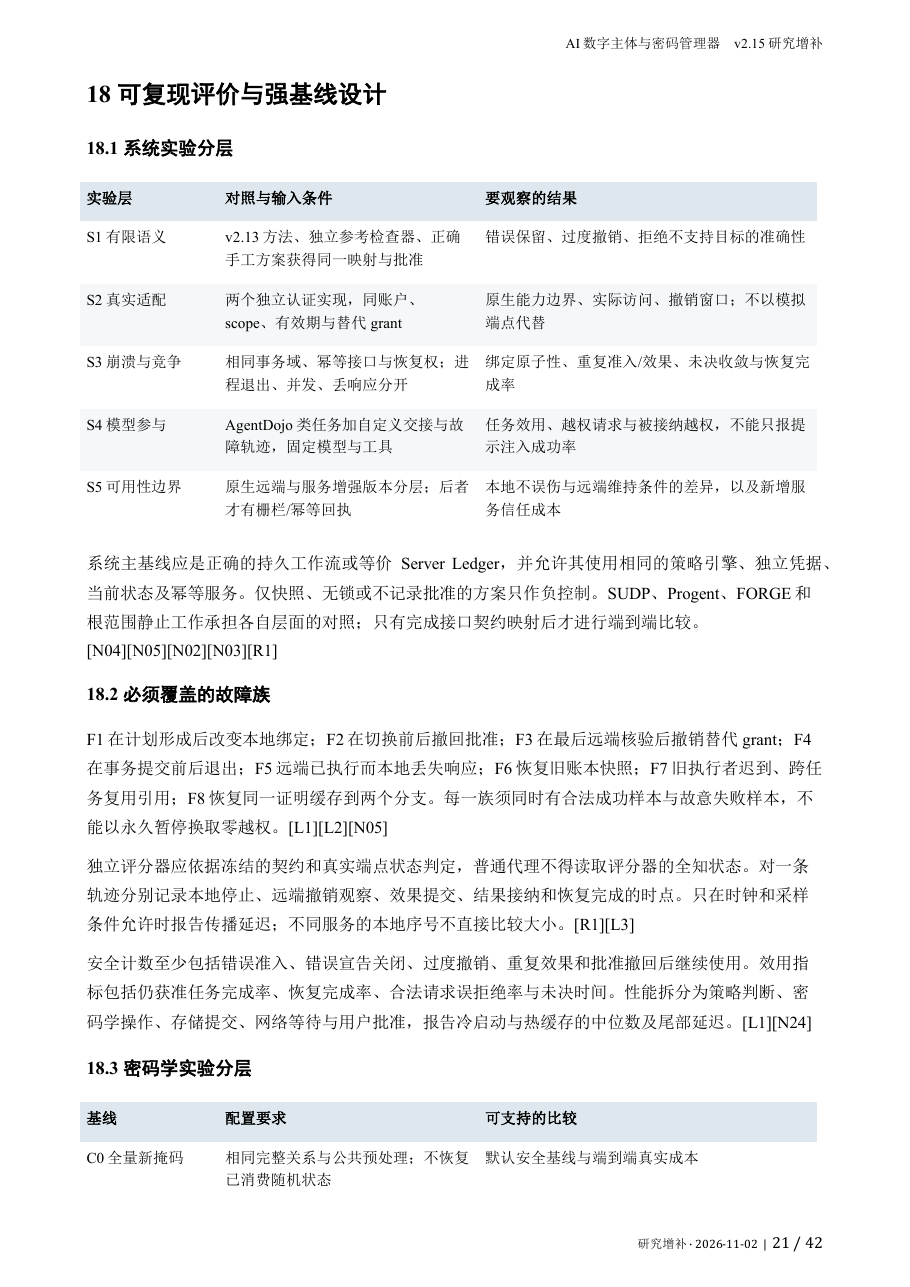 AI 数字主体与密码管理器 v2.15 研究增补
18 可复现评价与强基线设计
18.1 系统实验分层
实验层 对照与输入条件 要观察的结果
S1 有限语义 v2.13 方法、独立参考检查器、正确 错误保留、过度撤销、拒绝不支持目标的准确性
手工方案获得同一映射与批准
S2 真实适配 两个独立认证实现，同账户、 原生能力边界、实际访问、撤销窗口；不以模拟
scope、有效期与替代 grant 端点代替
S3 崩溃与竞争 相同事务域、幂等接口与恢复权；进 绑定原子性、重复准入/效果、未决收敛与恢复完
程退出、并发、丢响应分开 成率
S4 模型参与 AgentDojo 类任务加自定义交接与故 任务效用、越权请求与被接纳越权，不能只报提
障轨迹，固定模型与工具 示注入成功率
S5 可用性边界 原生远端与服务增强版本分层；后者 本地不误伤与远端维持条件的差异，以及新增服
才有栅栏/幂等回执 务信任成本
系统主基线应是正确的持久工作流或等价 Server Ledger，并允许其使用相同的策略引擎、独立凭据、
当前状态及幂等服务。仅快照、无锁或不记录批准的方案只作负控制。SUDP、Progent、FORGE 和
根范围静止工作承担各自层面的对照；只有完成接口契约映射后才进行端到端比较。
[N04][N05][N02][N03][R1]
18.2 必须覆盖的故障族
F1 在计划形成后改变本地绑定；F2 在切换前后撤回批准；F3 在最后远端核验后撤销替代 grant；F4
在事务提交前后退出；F5 远端已执行而本地丢失响应；F6 恢复旧账本快照；F7 旧执行者迟到、跨任
务复用引用；F8 恢复同一证明缓存到两个分支。每一族须同时有合法成功样本与故意失败样本，不
能以永久暂停换取零越权。[L1][L2][N05]
独立评分器应依据冻结的契约和真实端点状态判定，普通代理不得读取评分器的全知状态。对一条
轨迹分别记录本地停止、远端撤销观察、效果提交、结果接纳和恢复完成的时点。只在时钟和采样
条件允许时报告传播延迟；不同服务的本地序号不直接比较大小。[R1][L3]
安全计数至少包括错误准入、错误宣告关闭、过度撤销、重复效果和批准撤回后继续使用。效用指
标包括仍获准任务完成率、恢复完成率、合法请求误拒绝率与未决时间。性能拆分为策略判断、密
码学操作、存储提交、网络等待与用户批准，报告冷启动与热缓存的中位数及尾部延迟。[L1][N24]
18.3 密码学实验分层
基线 配置要求 可支持的比较
C0 全量新掩码 相同完整关系与公共预处理；不恢复 默认安全基线与端到端真实成本
已消费随机状态
研究增补 · 2026-11-02 | 21 / 42